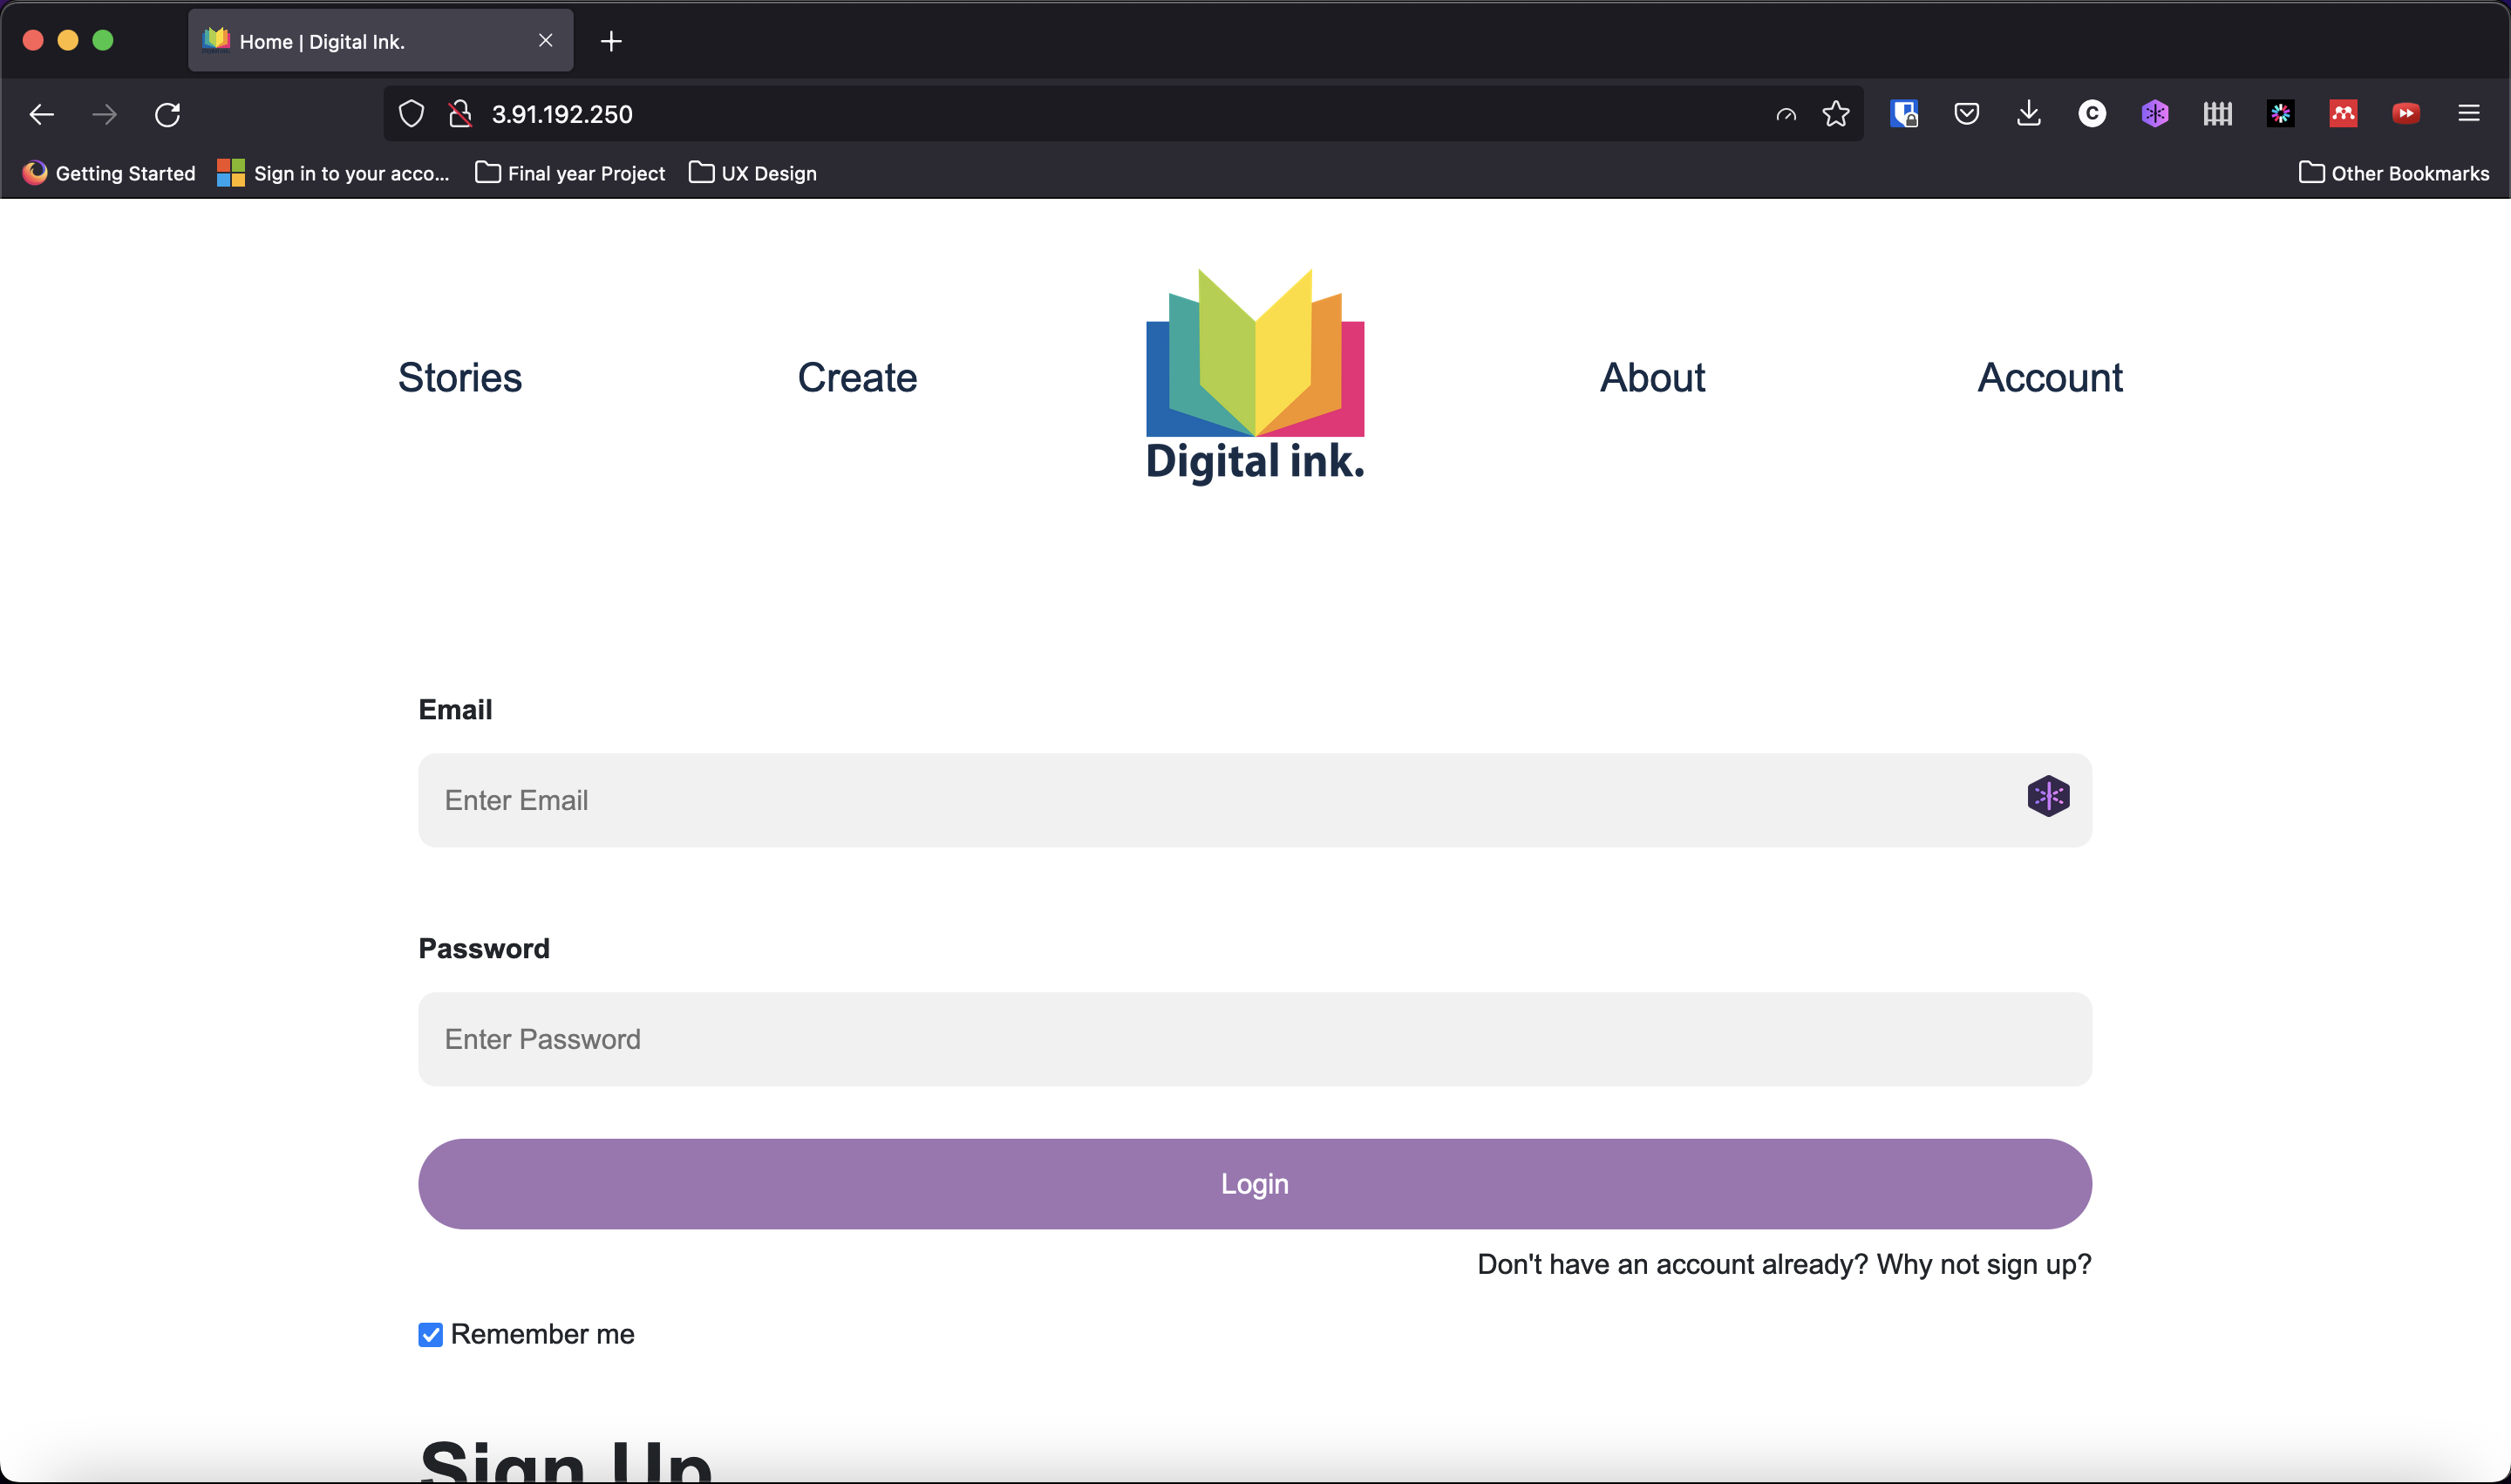 Home | Digital Ink.
3.91.192.250
Getting Started
Sign in to your acco...
Final year Project
UX Design
Other Bookmarks
Stories
Create
Digital ink.
About
Account
Email
Enter Email
Password
Enter Password
Login
Don't have an account already? Why not sign up?
Remember me
Sign Up